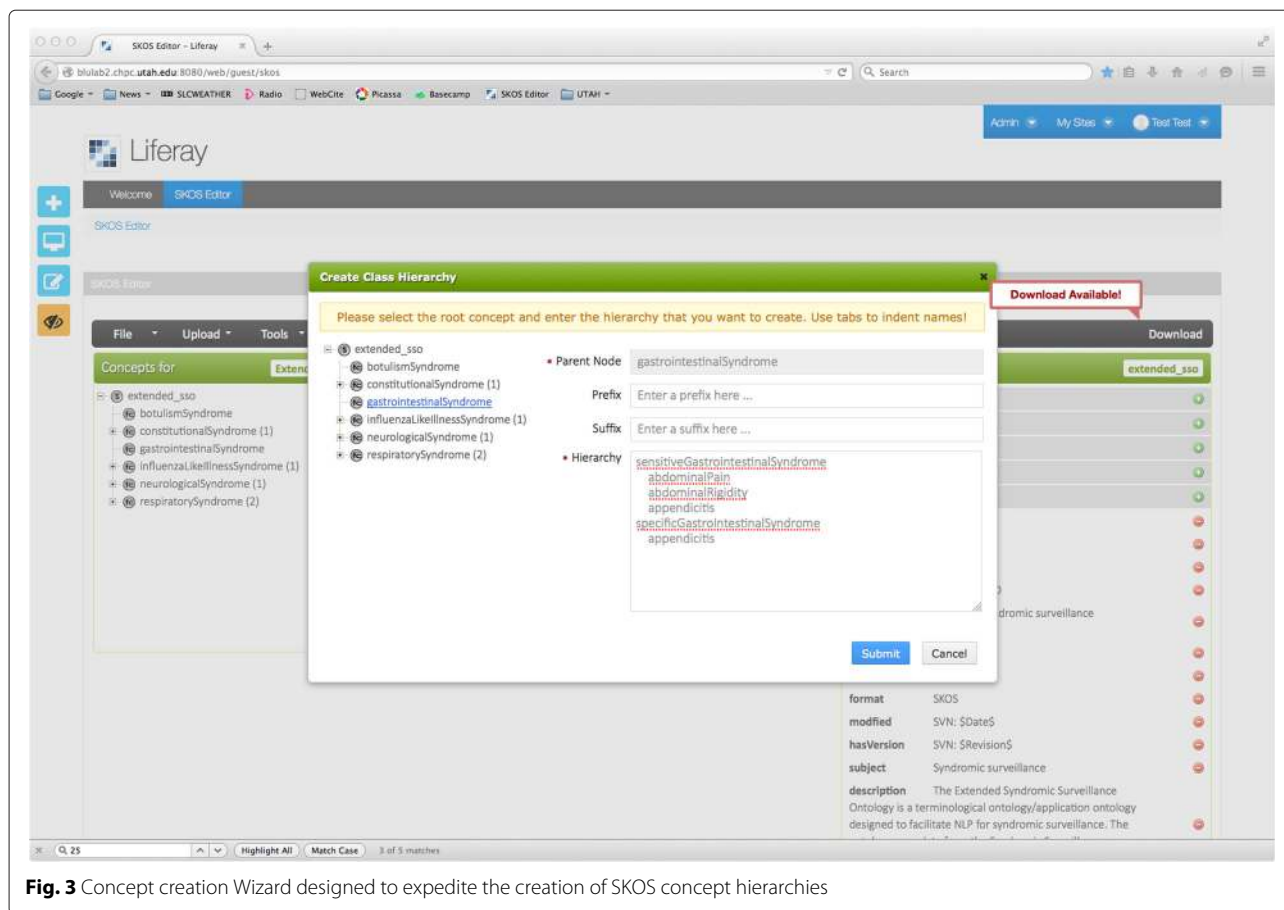 SKOS Editor - Liferay
blulab2.chpc.utah.edu:8080/web/guest/skos
Search
Google
News
SLCWEATHER
Radio
WebCite
Picassa
Basecamp
SKOS Editor
UTAH
Admin
My Sites
Test Test
Liferay
Welcome
SKOS Editor
SKOS Editor
SKOS Editor
Create Class Hierarchy
Download Available!
Please select the root concept and enter the hierarchy that you want to create. Use tabs to indent names!
File
Upload
Tools
Download
Concepts for
extended_sso
extended_sso
botulismSyndrome
constitutionalSyndrome (1)
gastrointestinalSyndrome
influenzaLikeIllnessSyndrome (1)
neurologicalSyndrome (1)
respiratorySyndrome (2)
extended_sso
botulismSyndrome
constitutionalSyndrome (1)
gastrointestinalSyndrome
influenzaLikeIllnessSyndrome (1)
neurologicalSyndrome (1)
respiratorySyndrome (2)
Parent Node
gastrointestinalSyndrome
Prefix
Enter a prefix here ...
Suffix
Enter a suffix here ...
Hierarchy
sensitiveGastrointestinalSyndrome
abdominalPain
abdominalRigidity
appendicitis
specificGastrointestinalSyndrome
appendicitis
Submit
Cancel
dromic surveillance
format SKOS
modfied SVN: $Date$
hasVersion SVN: $Revision$
subject Syndromic surveillance
description The Extended Syndromic Surveillance
Ontology is a terminological ontology/application ontology
designed to facilitate NLP for syndromic surveillance. The
25
Highlight All
Match Case
3 of 5 matches
Fig. 3 Concept creation Wizard designed to expedite the creation of SKOS concept hierarchies